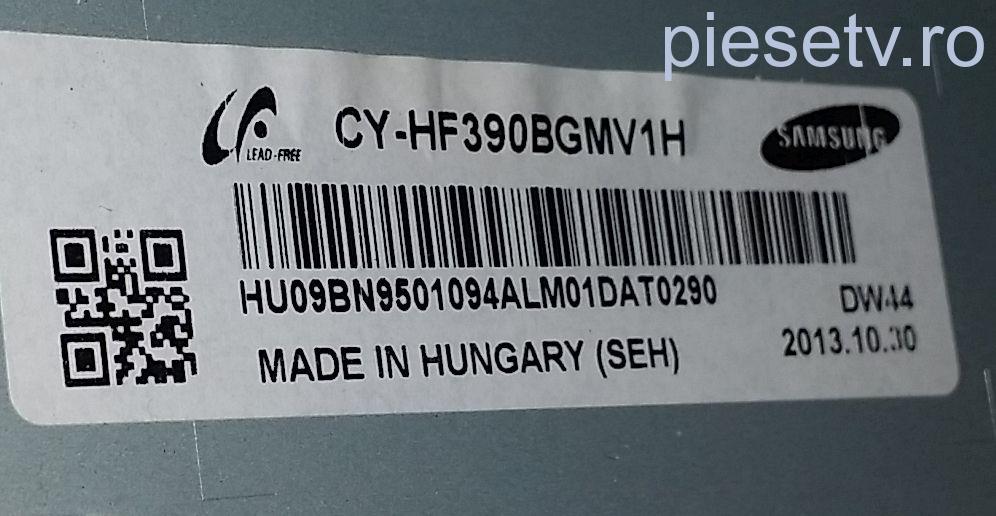 piesetv.ro
LEAD-FREE
CY-HF390BGMV1H
SAMSUNG
HU09BN9501094ALM01DAT0290
DW44
MADE IN HUNGARY (SEH)
2013.10.30